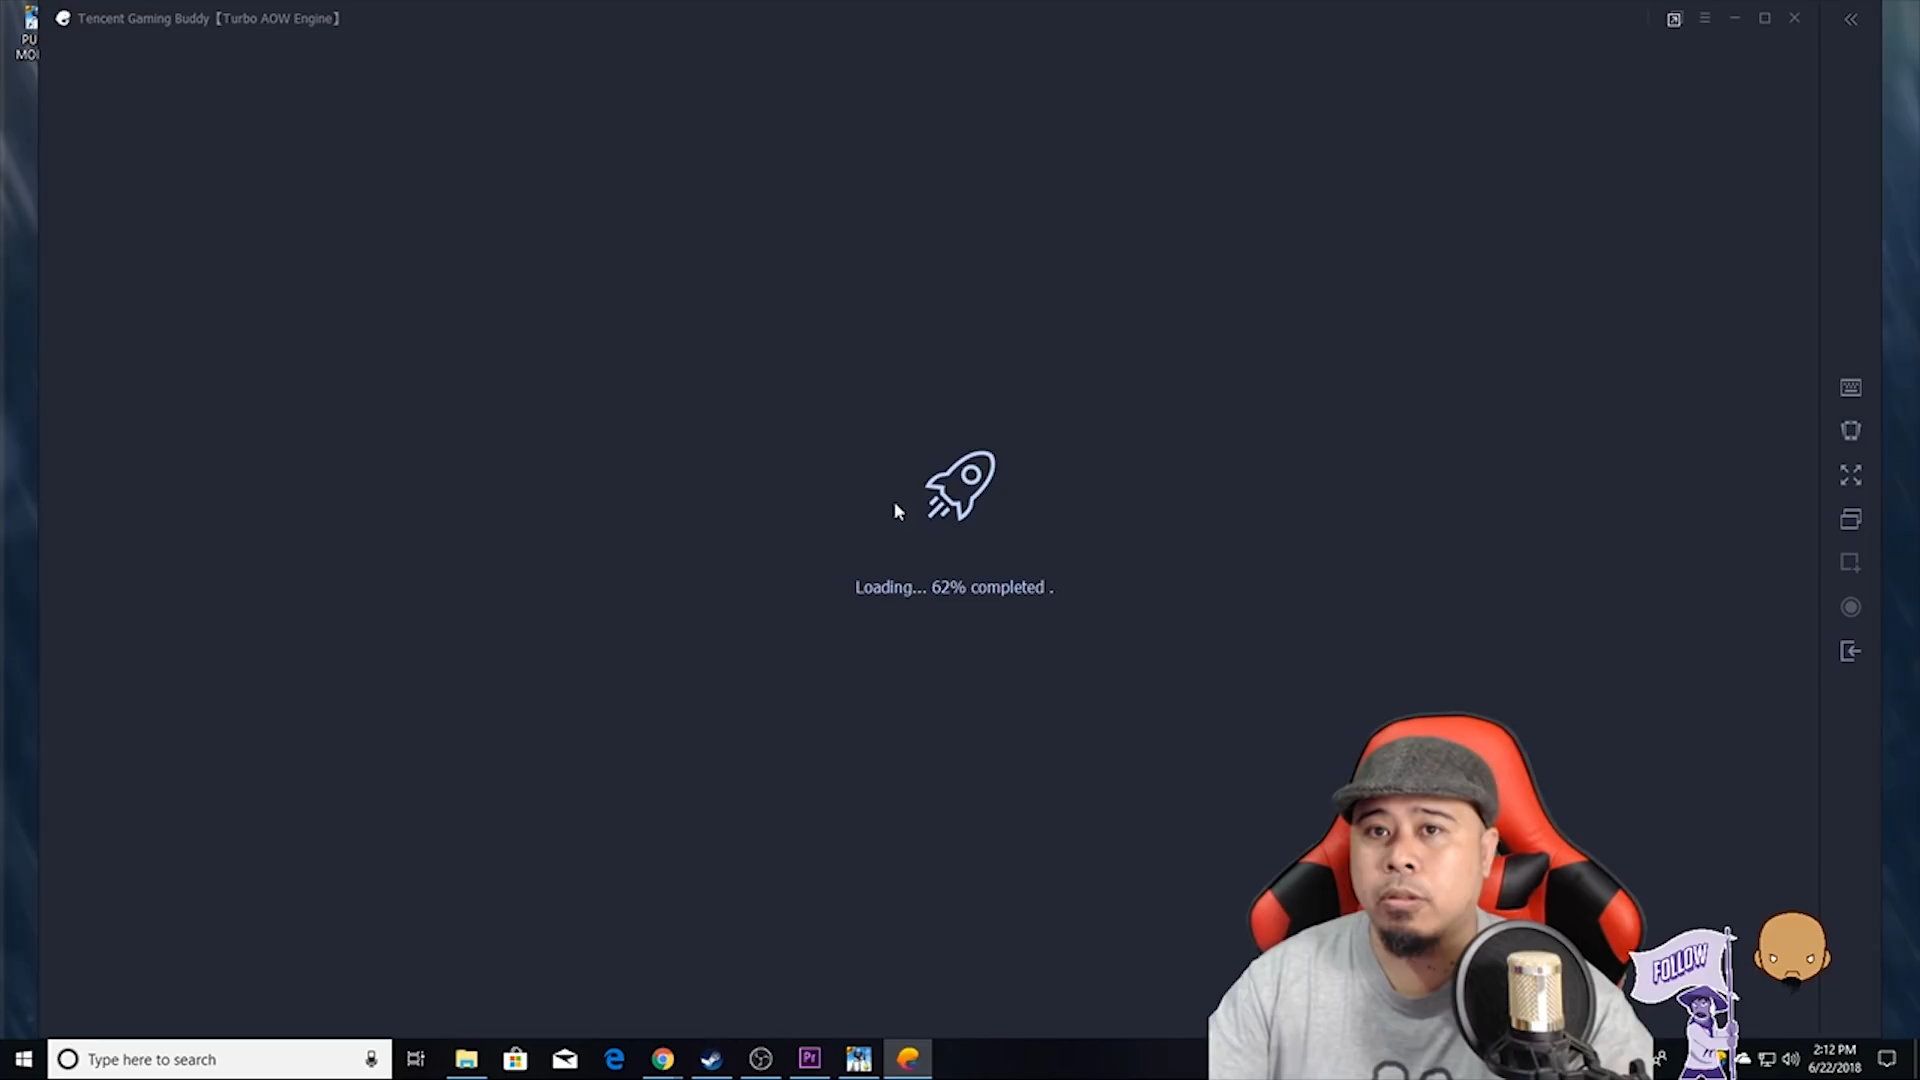 Tencent Gaming Buddy【Turbo AOW Engine】
PU
MO
Loading... 62% completed .
FOLLOW
Type here to search
Pr
2:12 PM
6/22/2018